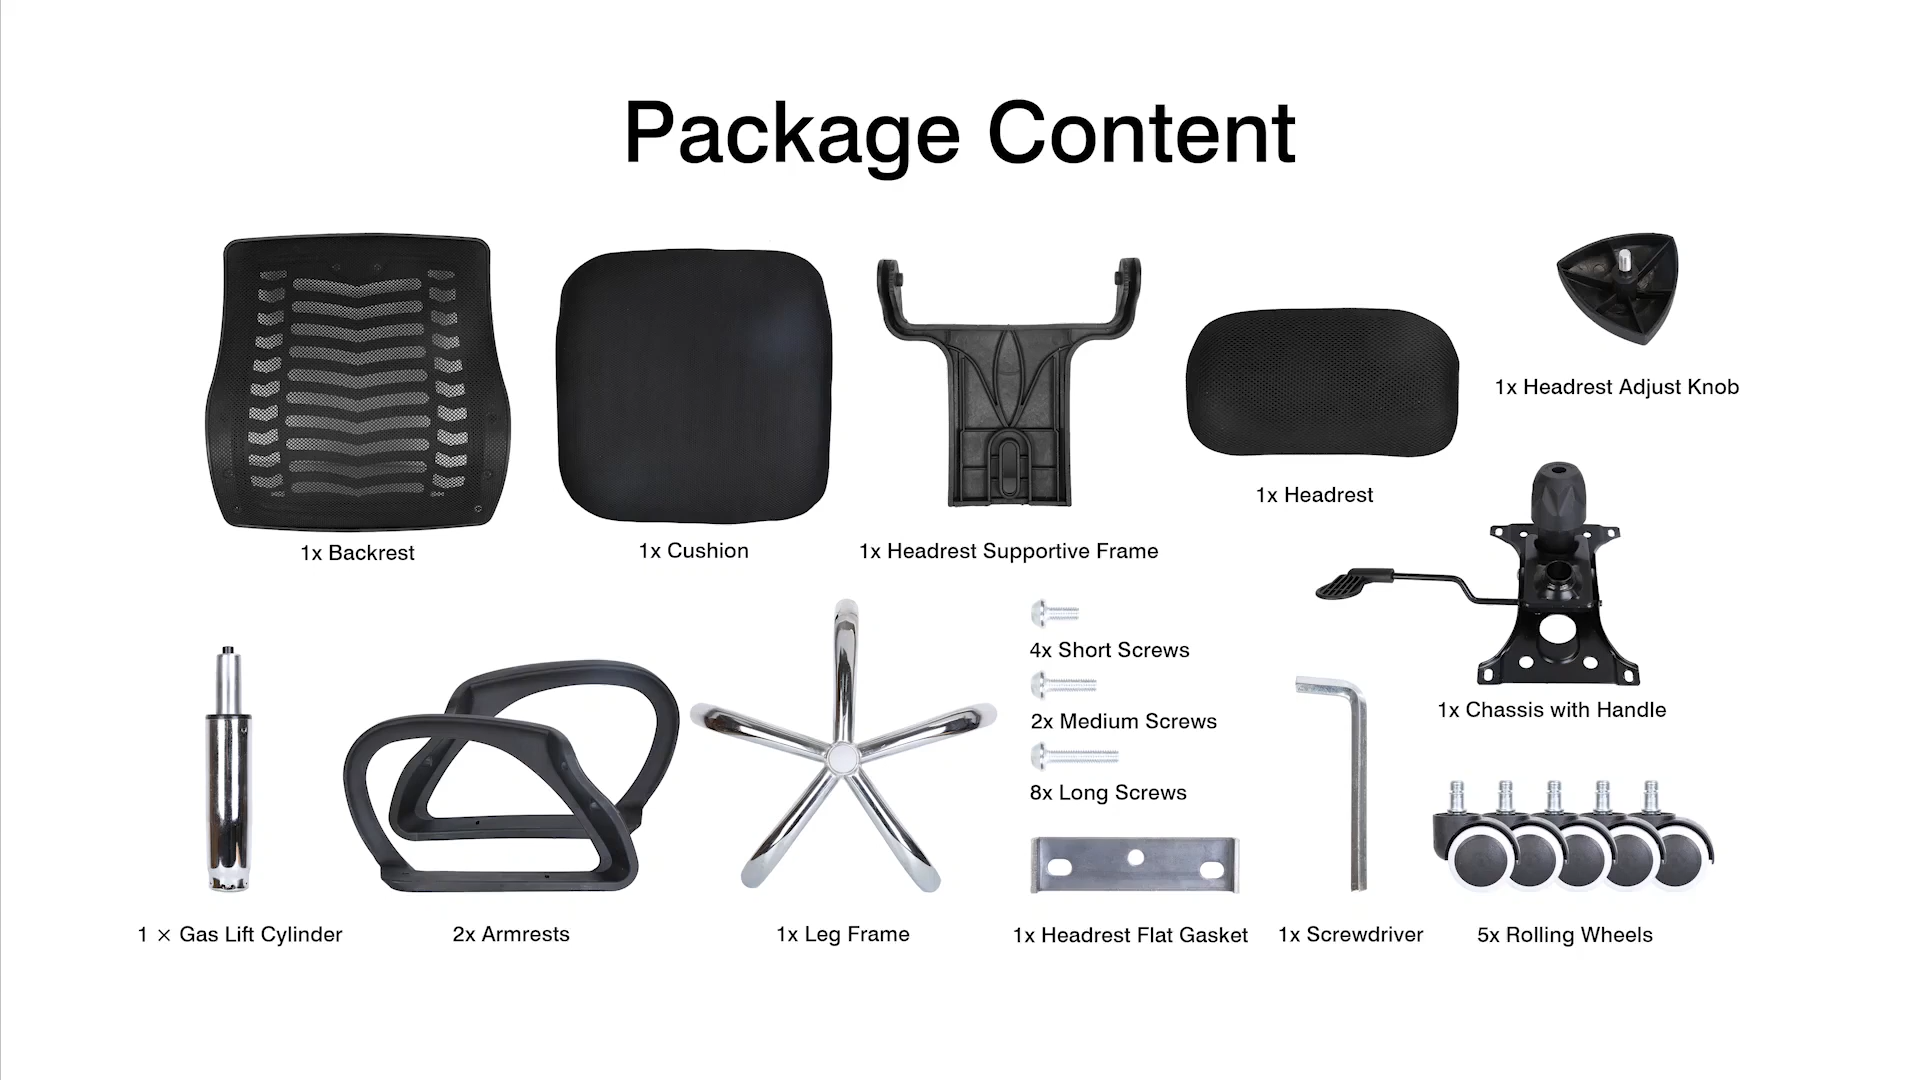 Package Content
1x Backrest
1x Cushion
1x Headrest Supportive Frame
1x Headrest
1x Headrest Adjust Knob
4x Short Screws
2x Medium Screws
8x Long Screws
1x Chassis with Handle
1 × Gas Lift Cylinder
2x Armrests
1x Leg Frame
1x Headrest Flat Gasket
1x Screwdriver
5x Rolling Wheels